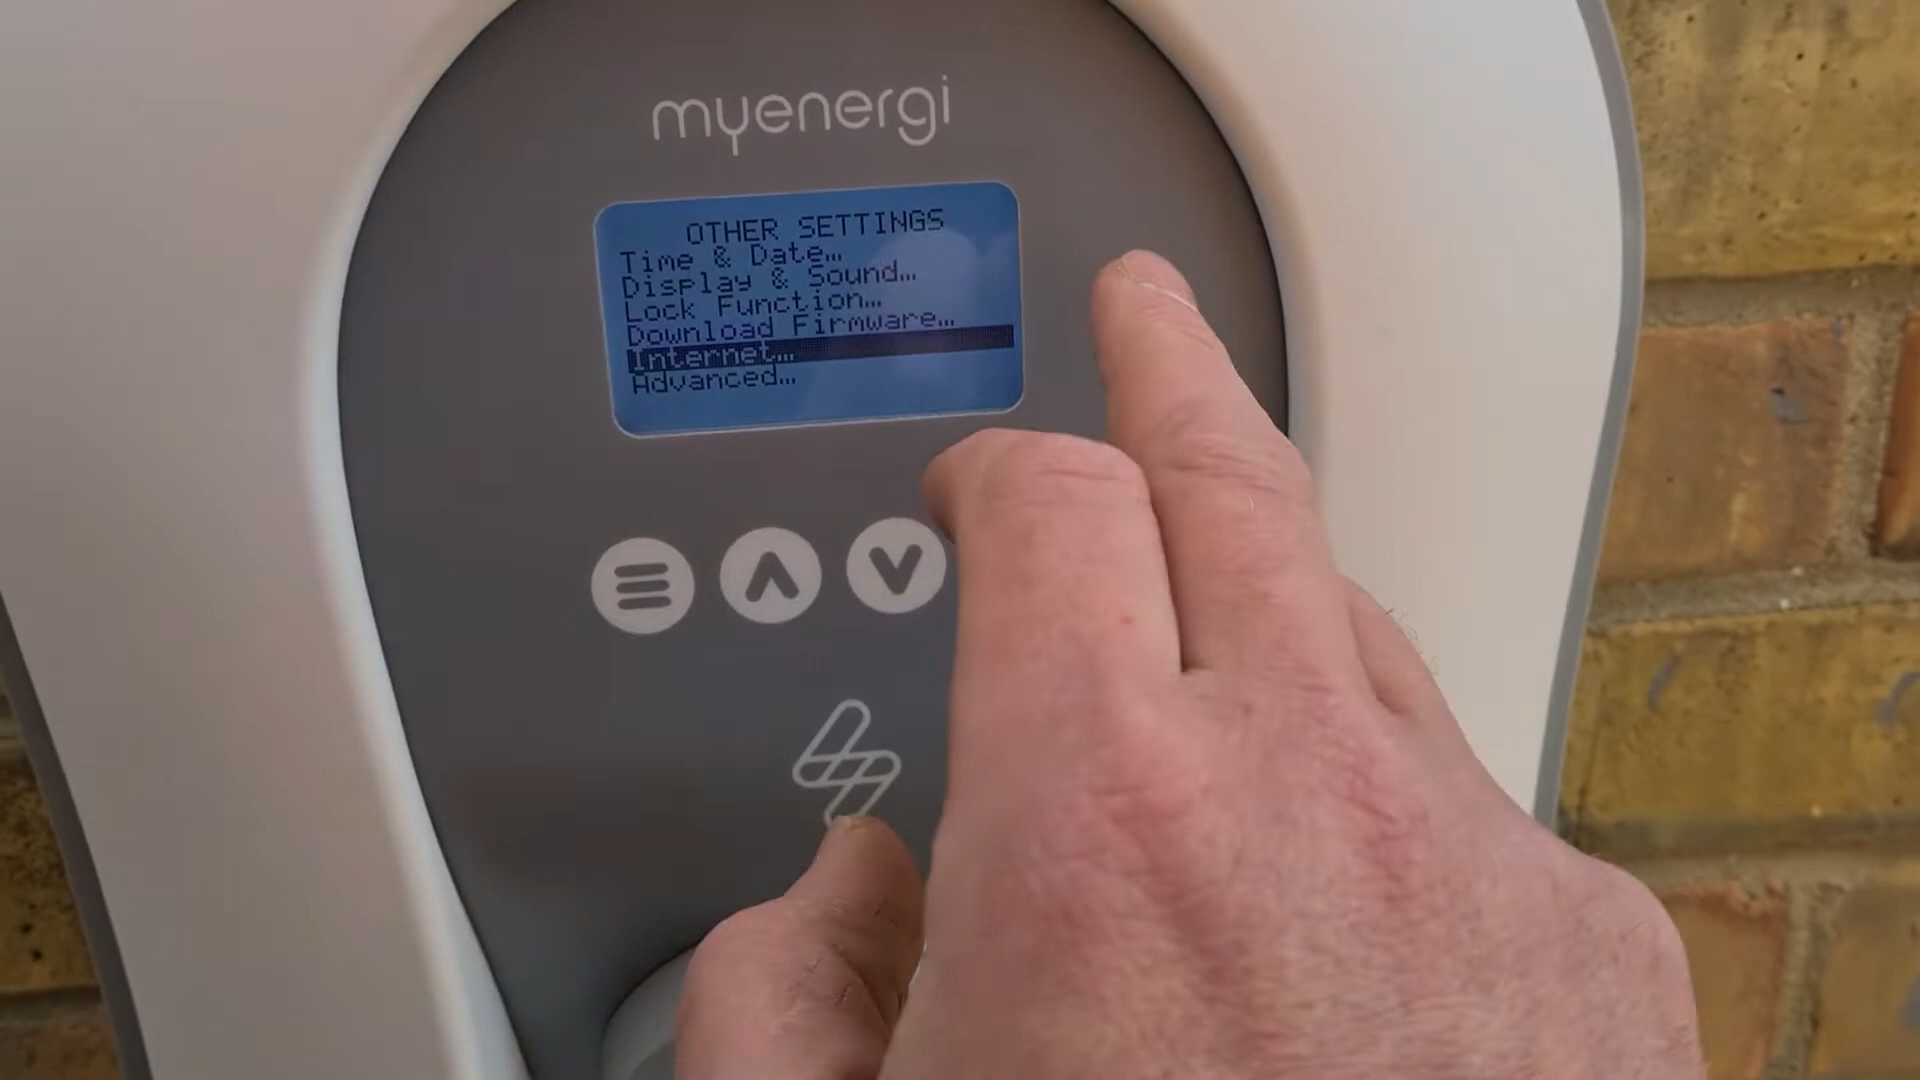 myenergi
OTHER SETTINGS
Time & Date...
Display & Sound...
Lock Function...
Download Firmware...
Internet...
Advanced...